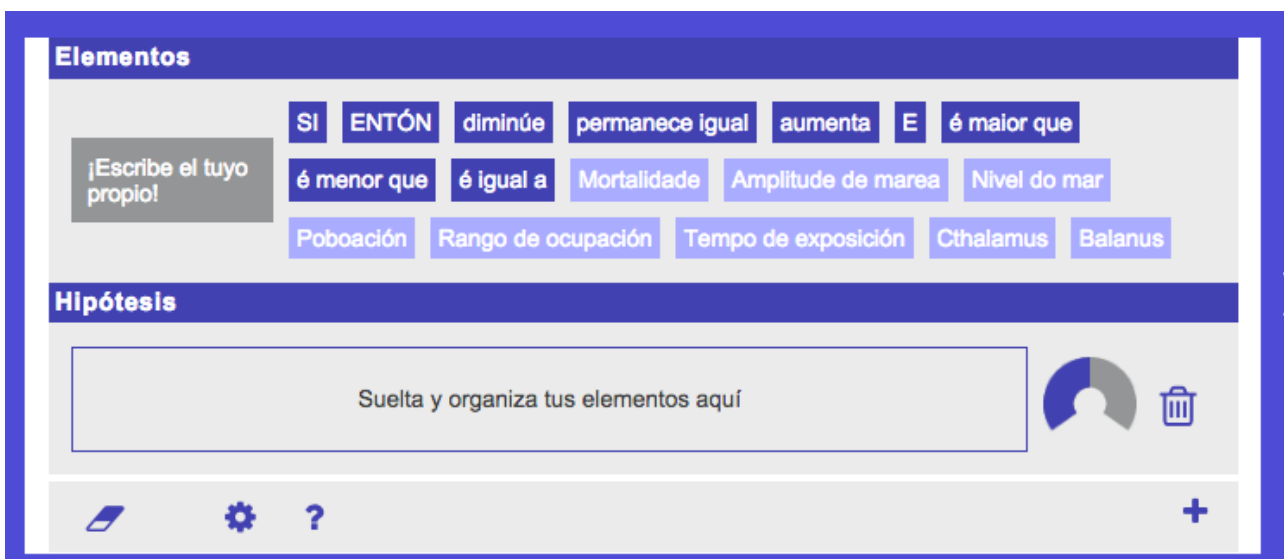 Elementos
¡Escribe el tuyo propio!
SI ENTÓN diminúe permanece igual aumenta E é maior que
é menor que é igual a Mortalidade Amplitude de marea Nivel do mar
Poboación Rango de ocupación Tempo de exposición Cthalamus Balanus
Hipótesis
Suelta y organiza tus elementos aquí
?